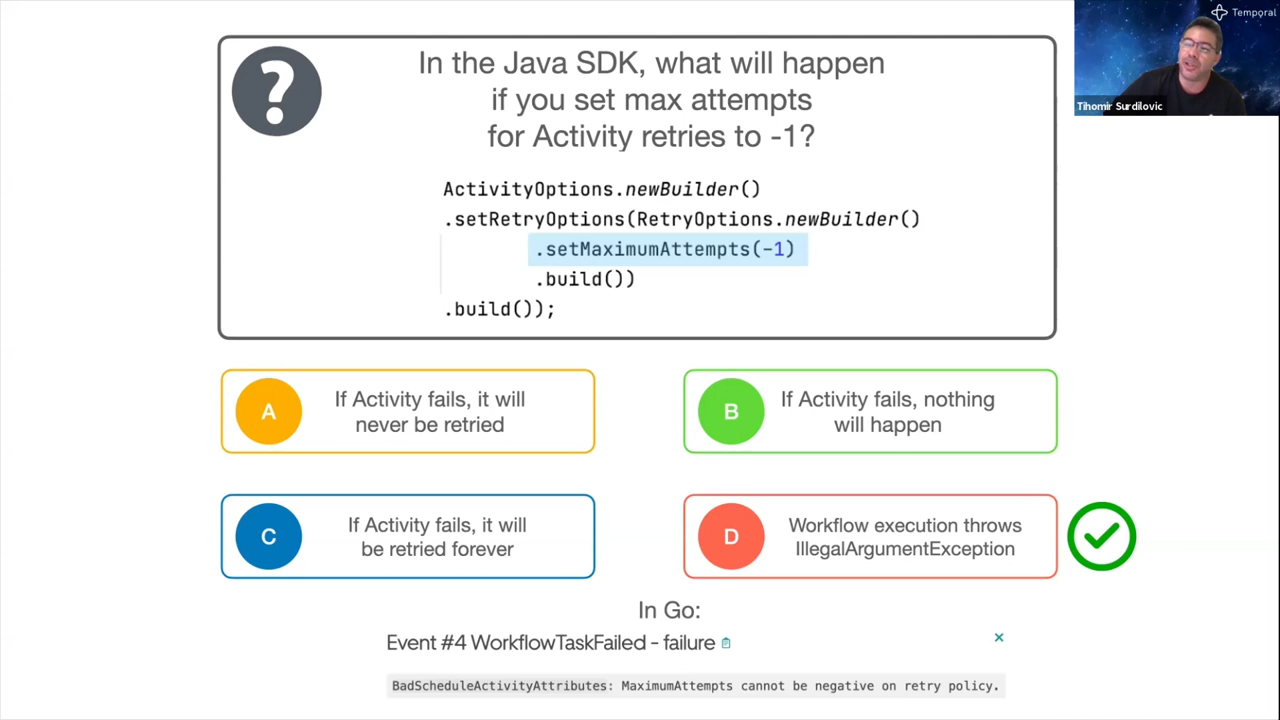 Temporal
Tihomir Surdilovic
?
In the Java SDK, what will happen
if you set max attempts
for Activity retries to -1?
ActivityOptions.newBuilder()
.setRetryOptions(RetryOptions.newBuilder()
.setMaximumAttempts(-1)
.build())
.build());
A
If Activity fails, it will
never be retried
B
If Activity fails, nothing
will happen
C
If Activity fails, it will
be retried forever
D
Workflow execution throws
IllegalArgumentException
In Go:
Event #4 WorkflowTaskFailed - failure
BadScheduleActivityAttributes: MaximumAttempts cannot be negative on retry policy.